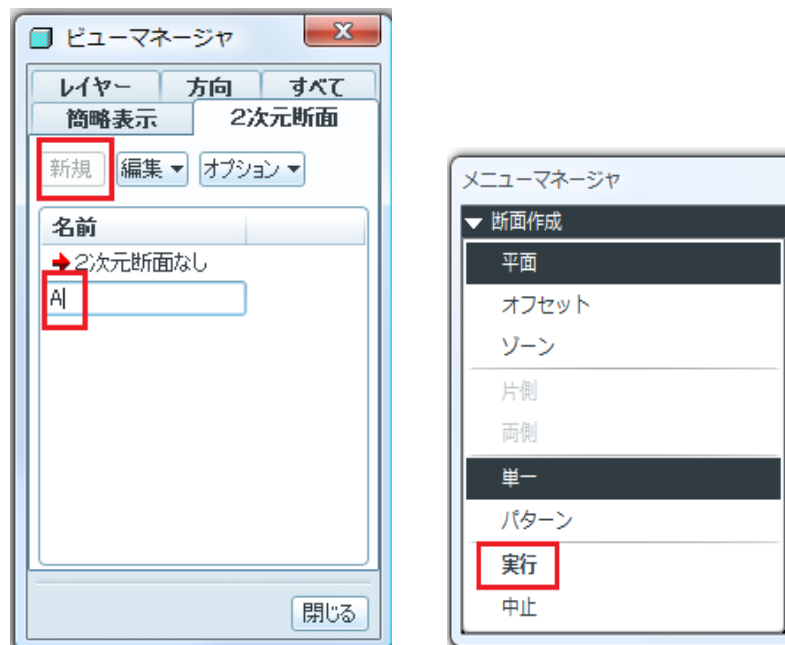 ビューマネージャ
レイヤー 方向 すべて
簡略表示 2次元断面
新規 編集 オプション
名前
2次元断面なし
A
閉じる
メニューマネージャ
断面作成
平面
オフセット
ゾーン
片側
両側
単一
パターン
実行
中止